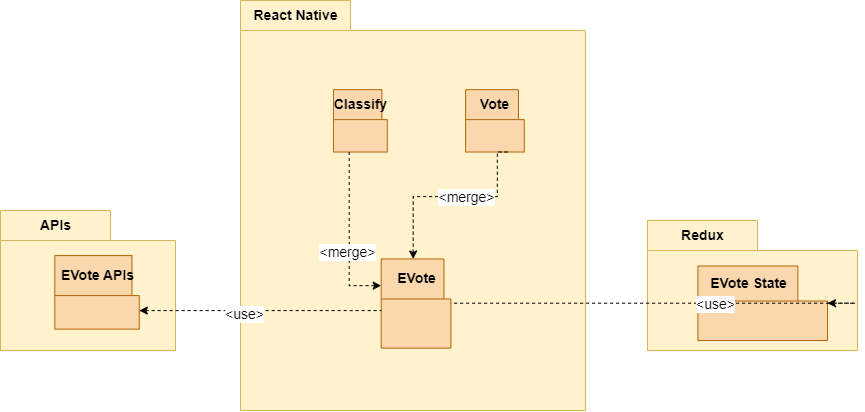 React Native
Classify
Vote
<merge>
APIs
Redux
<merge>
EVote APIs
EVote
EVote State
<use>
<use>